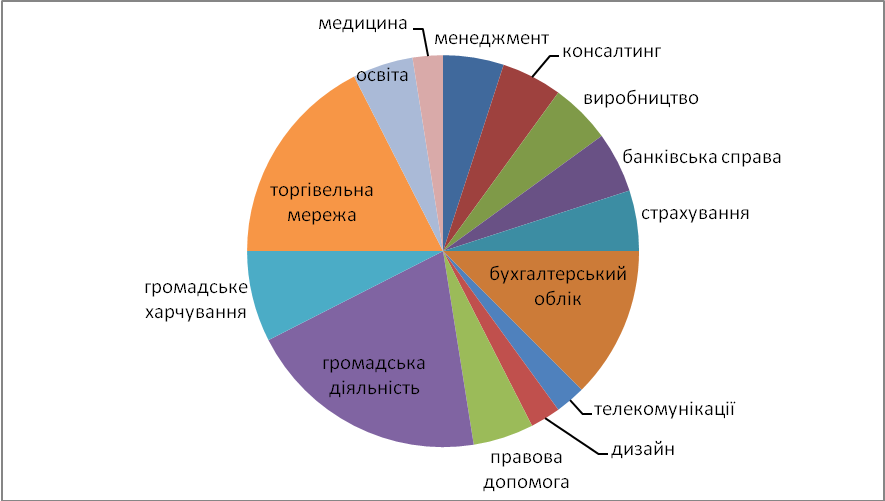 медицина
менеджмент
консалтинг
освіта
виробництво
банківська справа
торгівельна
мережа
страхування
бухгалтерський
облік
громадське
харчування
громадська
діяльність
телекомунікації
дизайн
правова
допомога